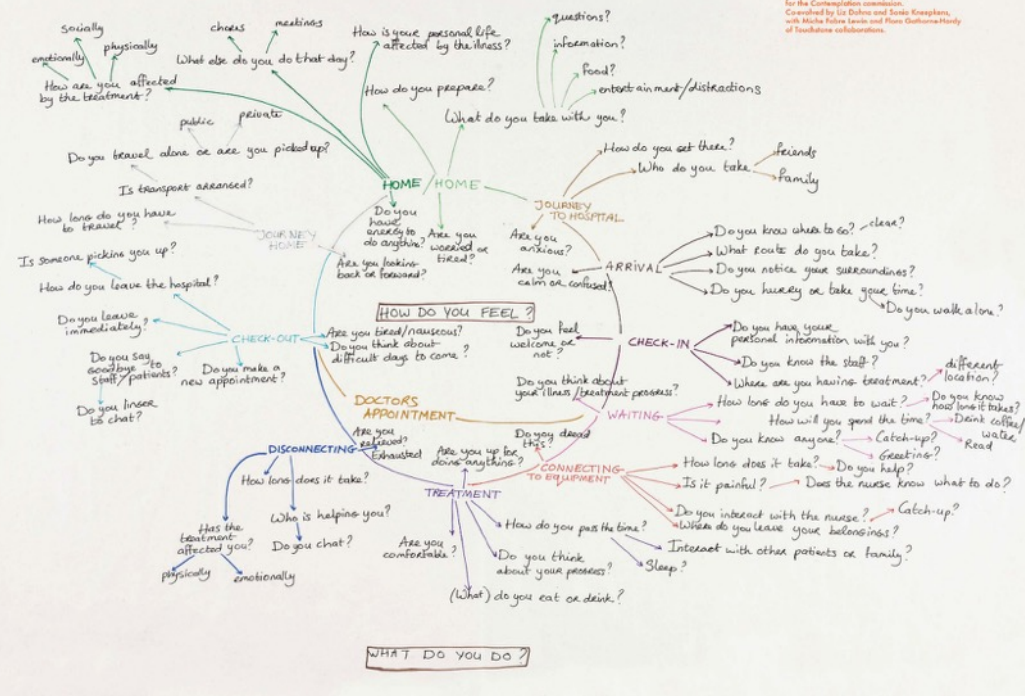 for the Contemplation commission.
Co-evolved by Liz Dohrn and Sonia Kneepkens,
with Miche Fabre Lewin and Flora Gathorne-Hardy
of Touchstone collaborations.
socially
emotionally
physically
How are you affected
by the treatment?
chores
meetings
What else do you do that day?
How is your personal life
affected by the illness?
How do you prepare?
questions?
information?
food?
entertainment/distractions
What do you take with you?
public
private
Do you travel alone or are you picked up?
Is transport arranged?
How long do you have
to travel?
JOURNEY
HOME
Are you looking
back or forward?
HOME / HOME
Do you
have
energy to
do anything?
Are you
worried or
tired?
How do you get there?
Who do you take
friends
family
JOURNEY
TO HOSPITAL
Are you
anxious?
ARRIVAL
Are you
calm or confused?
Do you know where to go?
clear?
What route do you take?
Do you notice your surroundings?
Do you hurry or take your time?
Do you walk alone?
Is someone picking you up?
How do you leave the hospital?
Do you leave
immediately?
CHECK-OUT
Do you say
goodbye to
staff/patients?
Do you make a
new appointment?
Do you linger
to chat?
Are you tired/nauseous?
Do you think about
difficult days to come?
HOW DO YOU FEEL?
Do you feel
welcome or
not?
CHECK-IN
Do you have your
personal information with you?
Do you know the staff?
Where are you having treatment?
different
location?
Do you think about
your illness/treatment progress?
WAITING
How long do you have to wait?
Do you know
how long it takes?
How will you spend the time?
Drink coffee/
water
Read
Do you know anyone?
Catch-up?
Greeting?
DOCTORS
APPOINTMENT
DISCONNECTING
Are you
relieved?
Exhausted
How long does it take?
Who is helping you?
Do you chat?
Has the
treatment
affected you?
physically
emotionally
Do you dread
this?
CONNECTING
TO EQUIPMENT
How long does it take?
Do you help?
Is it painful?
Does the nurse know what to do?
Do you interact with the nurse?
Catch-up?
Where do you leave your belongings?
Are you up for
doing anything?
TREATMENT
Are you
comfortable?
How do you pass the time?
Interact with other patients or family?
Sleep?
Do you think
about your progress?
(What) do you eat or drink?
WHAT DO YOU DO?